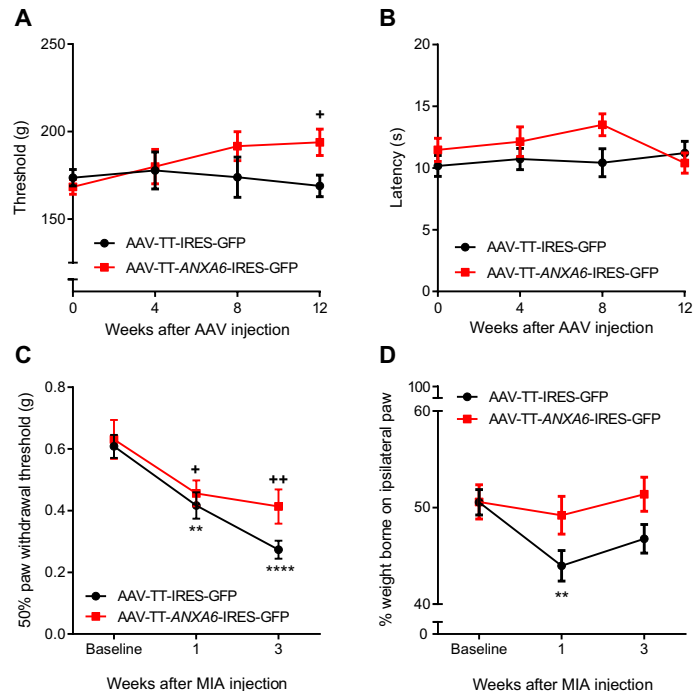 A
Threshold (g)
250
200
150
+
AAV-TT-IRES-GFP
AAV-TT-ANXA6-IRES-GFP
0 4 8 12
Weeks after AAV injection
B
Latency (s)
20
15
10
5
0
AAV-TT-IRES-GFP
AAV-TT-ANXA6-IRES-GFP
0 4 8 12
Weeks after AAV injection
C
50% paw withdrawal threshold (g)
0.8
0.6
0.4
0.2
0.0
+
++
**
****
AAV-TT-IRES-GFP
AAV-TT-ANXA6-IRES-GFP
Baseline 1 3
Weeks after MIA injection
D
% weight borne on ipsilateral paw
100
60
50
40
0
AAV-TT-IRES-GFP
AAV-TT-ANXA6-IRES-GFP
**
Baseline 1 3
Weeks after MIA injection